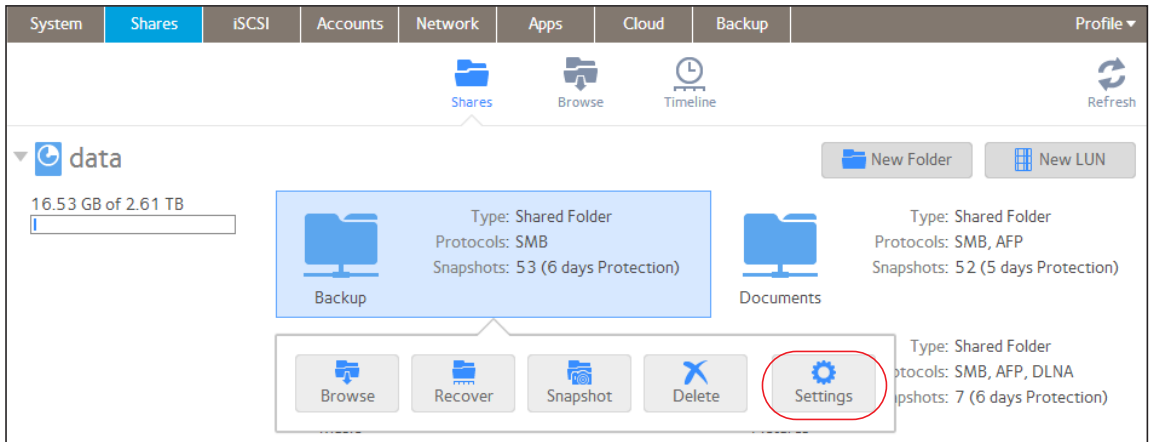 System Shares iSCSI Accounts Network Apps Cloud Backup Profile
Shares Browse Timeline Refresh
data New Folder New LUN
16.53 GB of 2.61 TB
Type: Shared Folder
Protocols: SMB
Snapshots: 53 (6 days Protection)
Backup
Type: Shared Folder
Protocols: SMB, AFP
Snapshots: 52 (5 days Protection)
Documents
Browse Recover Snapshot Delete Settings
Type: Shared Folder
otocols: SMB, AFP, DLNA
apshots: 7 (6 days Protection)